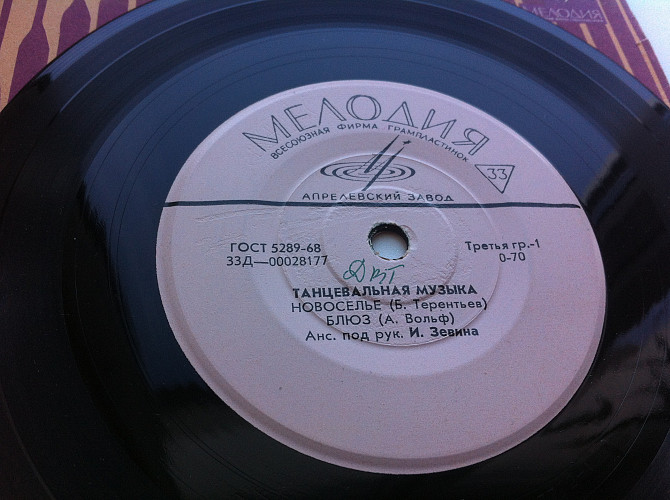 МЕЛОДИЯ
МЕЛОДИЯ
ВСЕСОЮЗНАЯ ФИРМА ГРАМПЛАСТИНОК
33
АПРЕЛЕВСКИЙ ЗАВОД
ГОСТ 5289-68
33Д—00028177
Третья гр.-1
0-70
ТАНЦЕВАЛЬНАЯ МУЗЫКА
НОВОСЕЛЬЕ (Б. Терентьев)
БЛЮЗ (А. Вольф)
Анс. под рук. И. Зевина